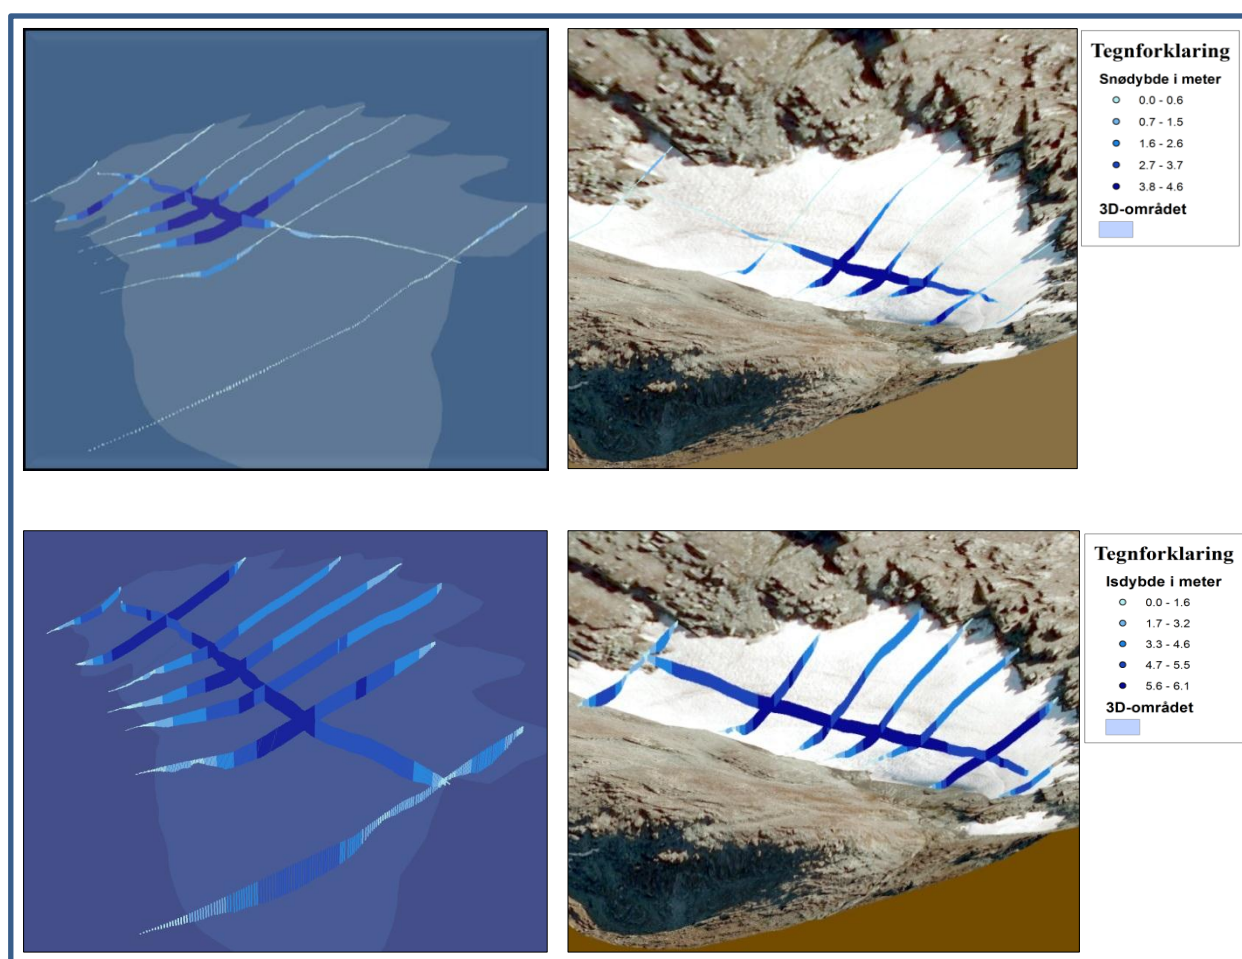 Tegnforklaring
Snødybde i meter
0.0 - 0.6
0.7 - 1.5
1.6 - 2.6
2.7 - 3.7
3.8 - 4.6
3D-området
Tegnforklaring
Isdybde i meter
0.0 - 1.6
1.7 - 3.2
3.3 - 4.6
4.7 - 5.5
5.6 - 6.1
3D-området